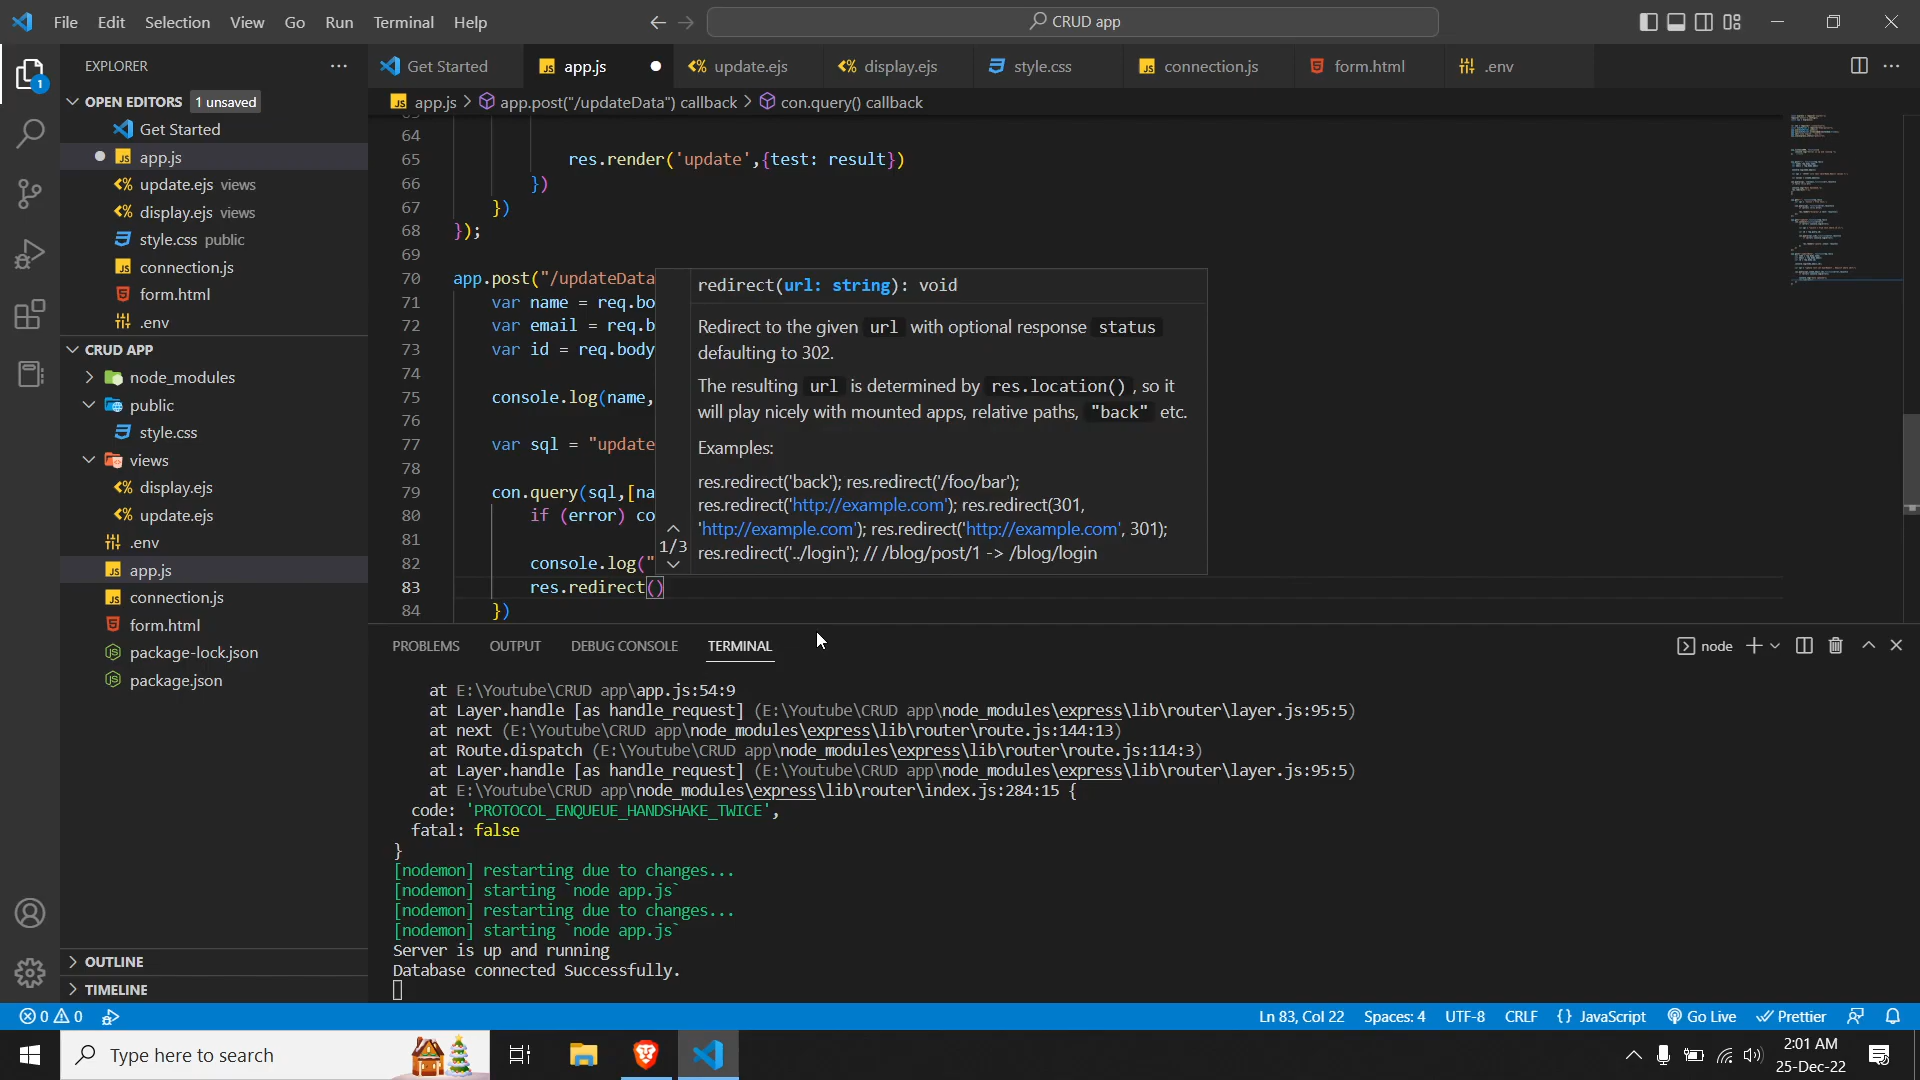 File Edit Selection View Go Run Terminal Help
CRUD app
EXPLORER
OPEN EDITORS 1 unsaved
Get Started
app.js
update.ejs views
display.ejs views
style.css public
connection.js
form.html
.env
CRUD APP
node_modules
public
style.css
views
display.ejs
update.ejs
.env
app.js
connection.js
form.html
package-lock.json
package.json
OUTLINE
TIMELINE
Get Started app.js update.ejs display.ejs style.css connection.js form.html .env
app.js > app.post("/updateData") callback > con.query() callback
64
65 res.render('update',{test: result})
66 })
67 })
68 });
69
70 app.post("/updateData
71 var name = req.bo
72 var email = req.b
73 var id = req.body
74
75 console.log(name,
76
77 var sql = "update
78
79 con.query(sql,[na
80 if (error) co
81
82 console.log("
83 res.redirect()
84 })
redirect(url: string): void
Redirect to the given url with optional response status
defaulting to 302.
The resulting url is determined by res.location() , so it
will play nicely with mounted apps, relative paths, "back" etc.
Examples:
res.redirect('back'); res.redirect('/foo/bar');
res.redirect('http://example.com'); res.redirect(301,
'http://example.com'); res.redirect('http://example.com', 301);
res.redirect('../login'); // /blog/post/1 -> /blog/login
1/3
PROBLEMS OUTPUT DEBUG CONSOLE TERMINAL
node
at E:\Youtube\CRUD app\app.js:54:9
at Layer.handle [as handle_request] (E:\Youtube\CRUD app\node_modules\express\lib\router\layer.js:95:5)
at next (E:\Youtube\CRUD app\node_modules\express\lib\router\route.js:144:13)
at Route.dispatch (E:\Youtube\CRUD app\node_modules\express\lib\router\route.js:114:3)
at Layer.handle [as handle_request] (E:\Youtube\CRUD app\node_modules\express\lib\router\layer.js:95:5)
at E:\Youtube\CRUD app\node_modules\express\lib\router\index.js:284:15 {
code: 'PROTOCOL_ENQUEUE_HANDSHAKE_TWICE',
fatal: false
}
[nodemon] restarting due to changes...
[nodemon] starting `node app.js`
[nodemon] restarting due to changes...
[nodemon] starting `node app.js`
Server is up and running
Database connected Successfully.
0 0 Ln 83, Col 22 Spaces: 4 UTF-8 CRLF {} JavaScript Go Live Prettier
Type here to search
2:01 AM
25-Dec-22